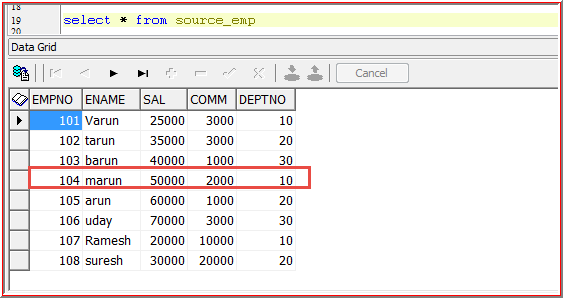 18
19 select * from source_emp
20
Data Grid
Cancel
EMPNO ENAME SAL COMM DEPTNO
101 Varun 25000 3000 10
102 tarun 35000 3000 20
103 barun 40000 1000 30
104 marun 50000 2000 10
105 arun 60000 1000 20
106 uday 70000 3000 30
107 Ramesh 20000 10000 10
108 suresh 30000 20000 20